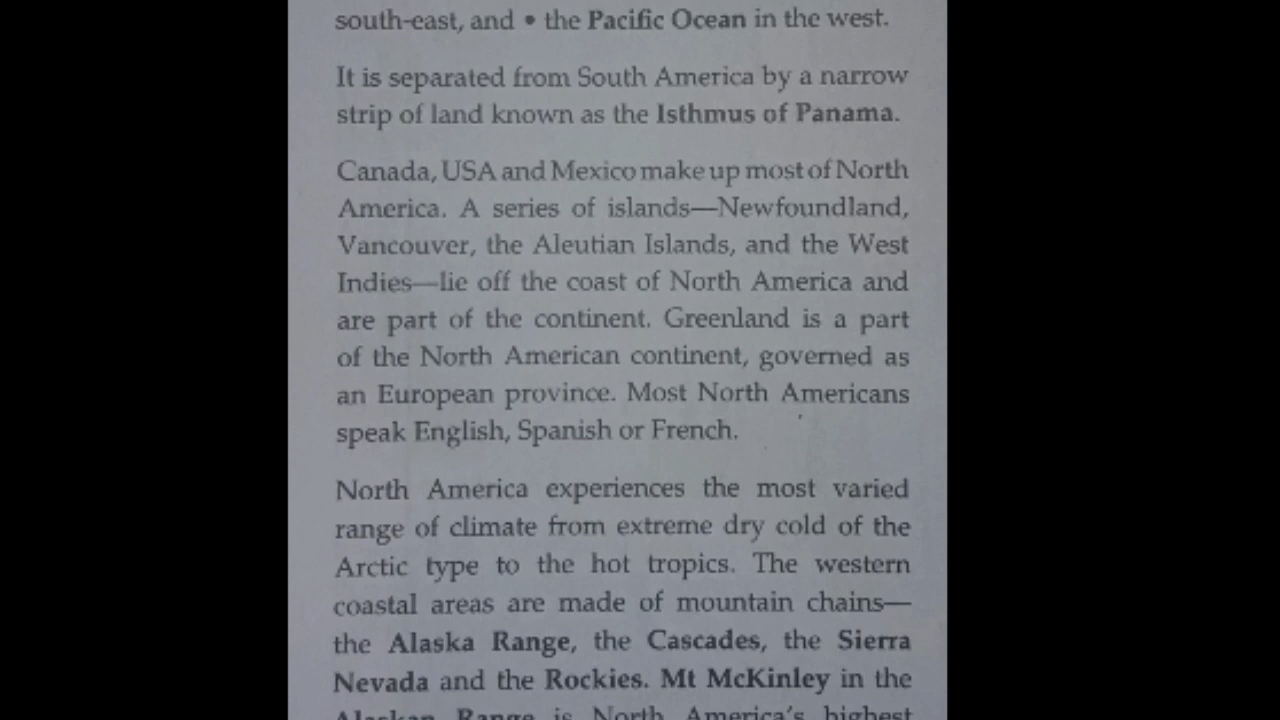 south-east, and • the Pacific Ocean in the west.
It is separated from South America by a narrow
strip of land known as the Isthmus of Panama.
Canada, USA and Mexico make up most of North
America. A series of islands—Newfoundland,
Vancouver, the Aleutian Islands, and the West
Indies—lie off the coast of North America and
are part of the continent. Greenland is a part
of the North American continent, governed as
an European province. Most North Americans
speak English, Spanish or French.
North America experiences the most varied
range of climate from extreme dry cold of the
Arctic type to the hot tropics. The western
coastal areas are made of mountain chains—
the Alaska Range, the Cascades, the Sierra
Nevada and the Rockies. Mt McKinley in the
Alaskan Range is North America's highest